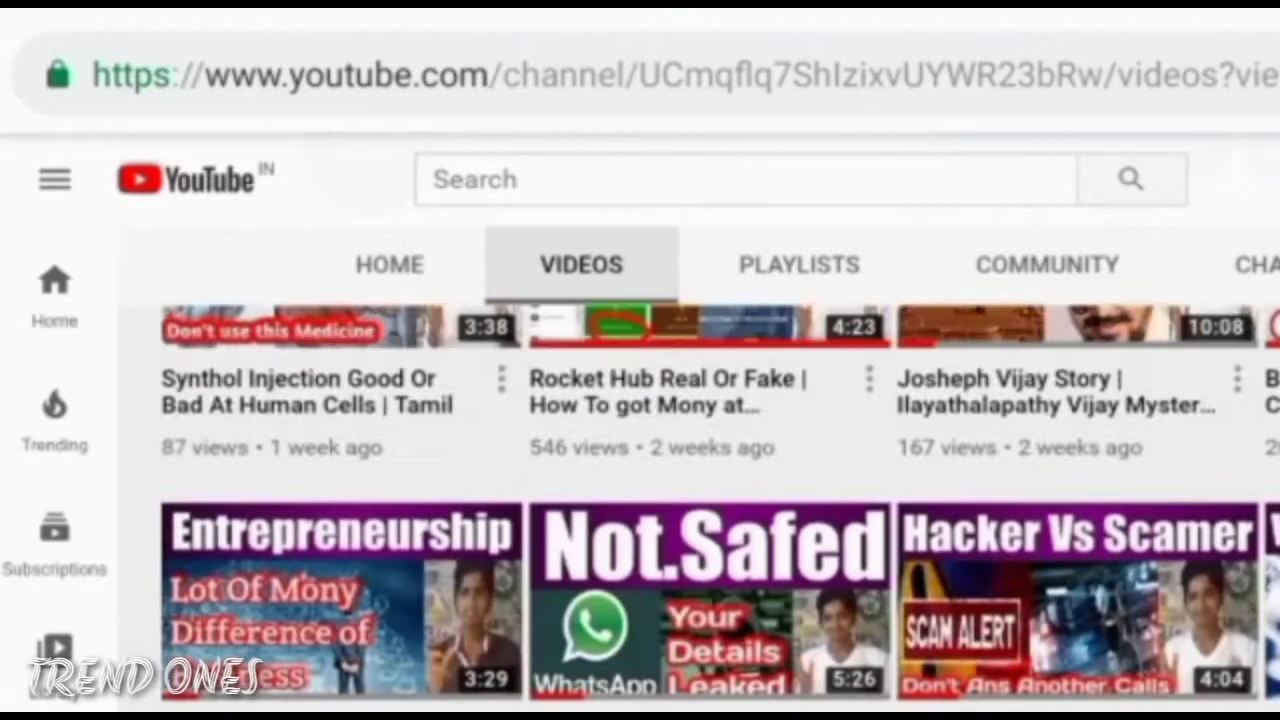 https://www.youtube.com/channel/UCmqflq7ShIzixvUYWR23bRw/videos?vie
YouTube IN
Search
HOME VIDEOS PLAYLISTS COMMUNITY CHA
Home
Trending
Subscriptions
Don't use this Medicine 3:38
4:23
10:08
Synthol Injection Good Or
Bad At Human Cells | Tamil
87 views • 1 week ago
Rocket Hub Real Or Fake |
How To got Mony at...
546 views • 2 weeks ago
Josheph Vijay Story |
Ilayathalapathy Vijay Myster...
167 views • 2 weeks ago
Entrepreneurship
Lot Of Mony
Difference of
3:29
Not.Safed
WhatsApp
Your
Details
Leaked
5:26
Hacker Vs Scamer
SCAM ALERT
Don't Ans Another Calls
4:04
TREND ONES